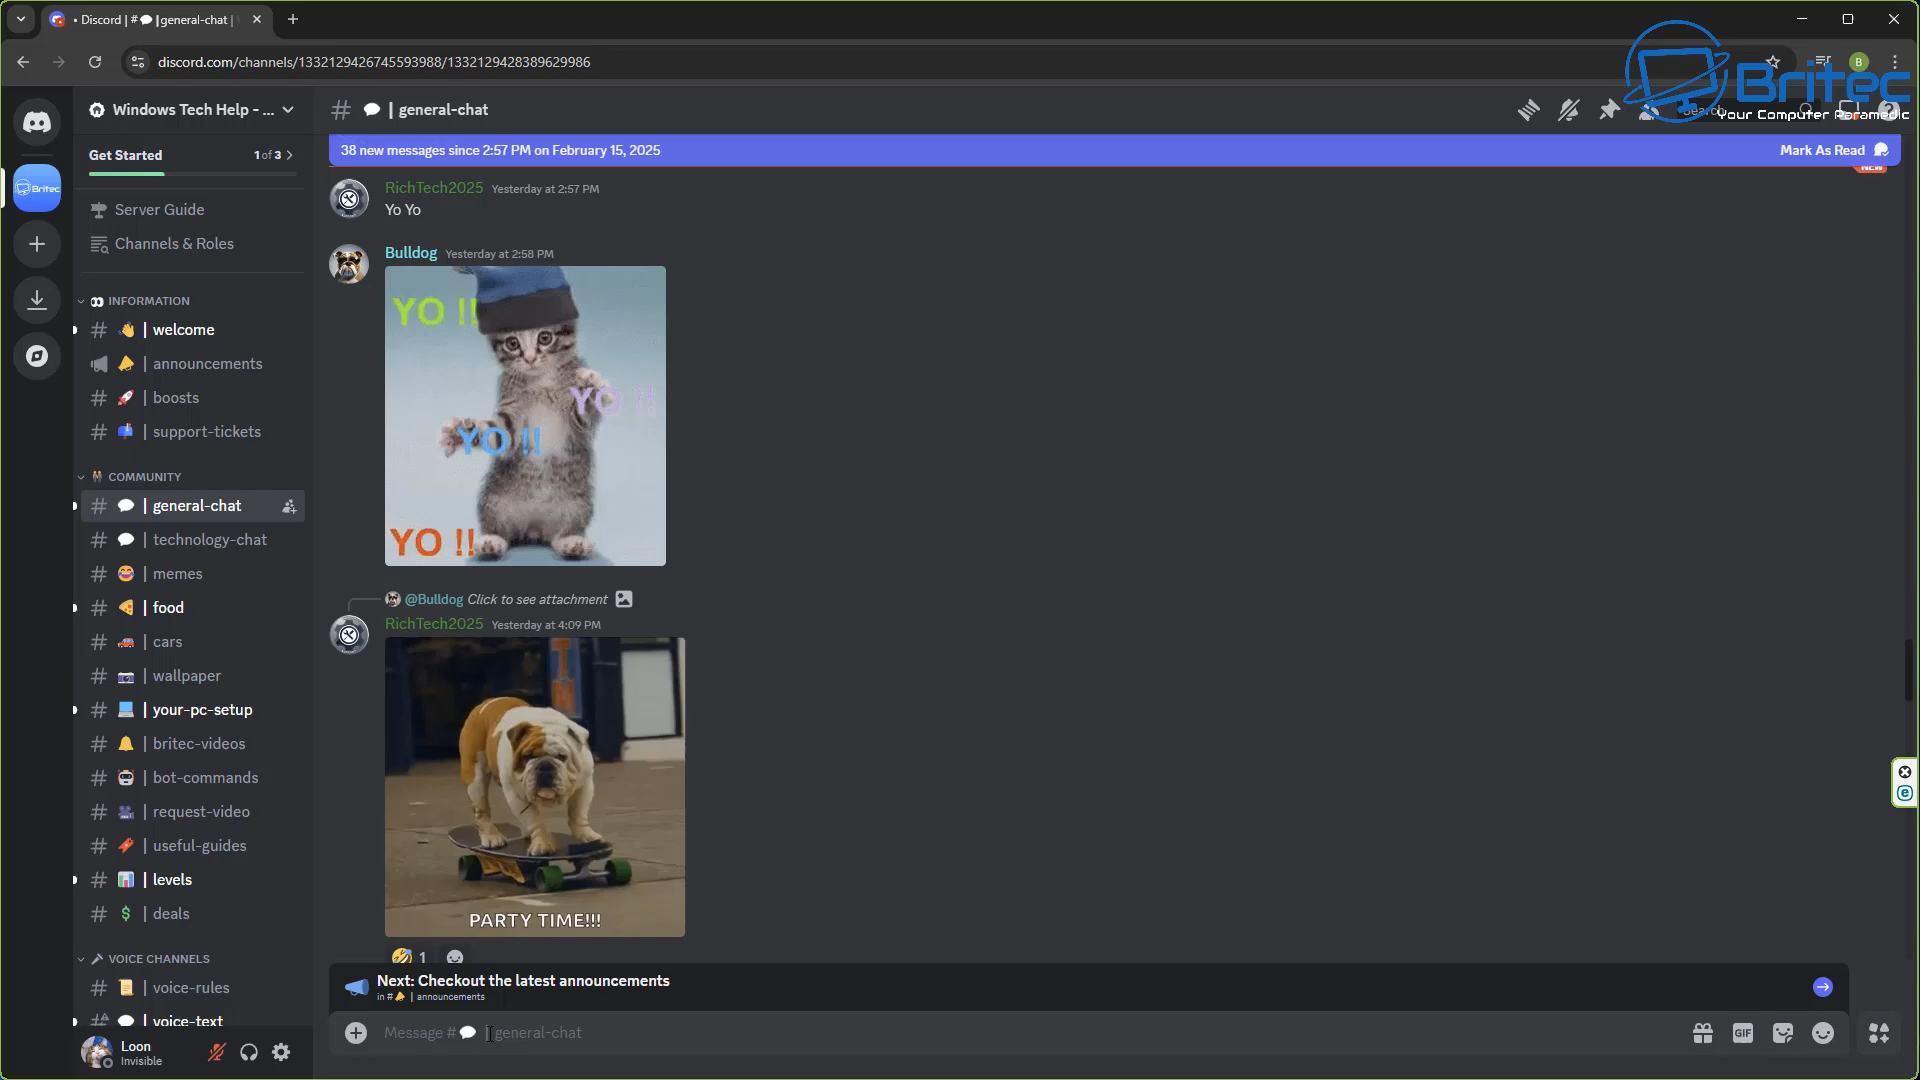 • Discord | # | general-chat |
discord.com/channels/1332129426745593988/1332129428389629986
B
Britec
Your Computer Paramedic
Windows Tech Help - ...
# | general-chat
Search
Get Started
1 of 3
38 new messages since 2:57 PM on February 15, 2025
Mark As Read
NEW
Britec
Server Guide
Channels & Roles
INFORMATION
# | welcome
| announcements
# | boosts
# | support-tickets
COMMUNITY
# | general-chat
# | technology-chat
# | memes
# | food
# | cars
# | wallpaper
# | your-pc-setup
# | britec-videos
# | bot-commands
# | request-video
# | useful-guides
# | levels
# | deals
VOICE CHANNELS
# | voice-rules
# | voice-text
Loon
Invisible
RichTech2025 Yesterday at 2:57 PM
Yo Yo
Bulldog Yesterday at 2:58 PM
YO !!
YO !!
YO !!
YO !!
@Bulldog Click to see attachment
RichTech2025 Yesterday at 4:09 PM
PARTY TIME!!!
1
Next: Checkout the latest announcements
in # | announcements
Message # | general-chat
GIF